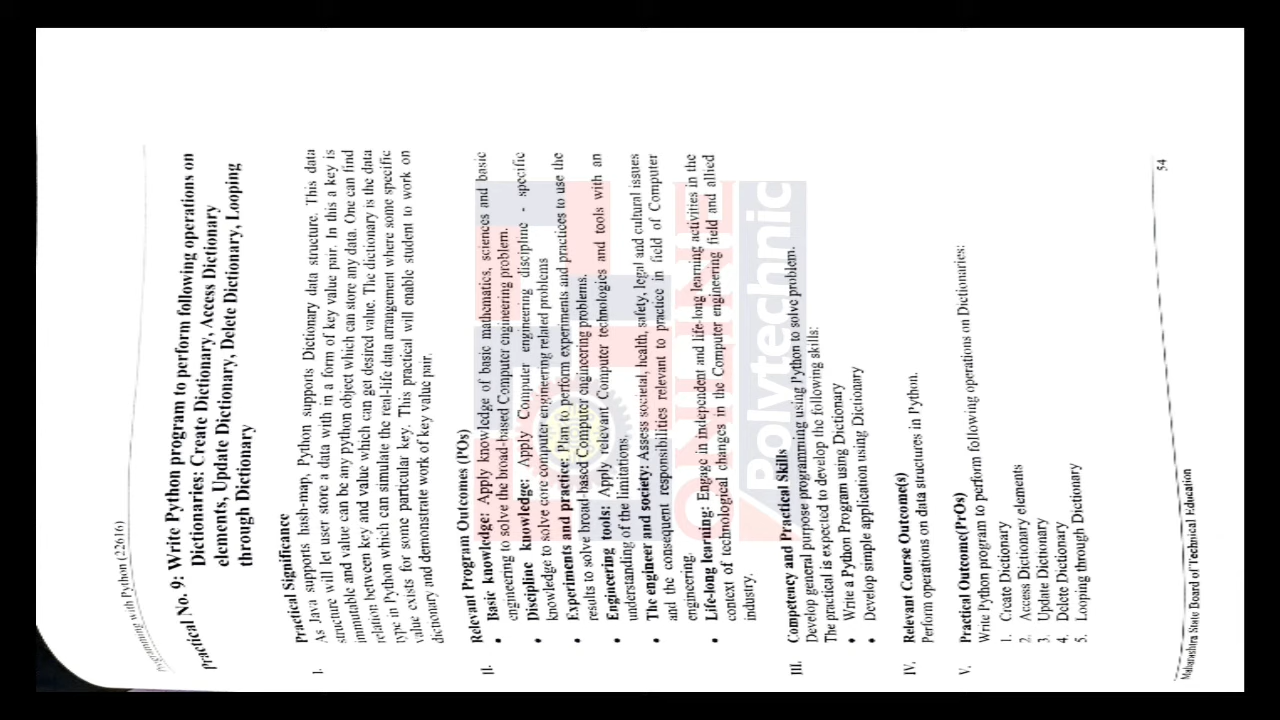 Programming with Python (22616)
Practical No. 9: Write Python program to perform following operations on
Dictionaries: Create Dictionary, Access Dictionary
elements, Update Dictionary, Delete Dictionary, Looping
through Dictionary
I. Practical Significance
As Java supports hash-map, Python supports Dictionary data structure. This data
structure will let user store a data with in a form of key value pair. In this a key is
immutable and value can be any python object which can store any data. One can find
relation between key and value which can get desired value. The dictionary is the data
type in Python which can simulate the real-life data arrangement where some specific
value exists for some particular key. This practical will enable student to work on
dictionary and demonstrate work of key value pair.
II. Relevant Program Outcomes (POs)
• Basic knowledge: Apply knowledge of basic mathematics, sciences and basic
engineering to solve the broad-based Computer engineering problem.
• Discipline knowledge: Apply Computer engineering discipline - specific
knowledge to solve core computer engineering related problems
• Experiments and practice: Plan to perform experiments and practices to use the
results to solve broad-based Computer engineering problems.
• Engineering tools: Apply relevant Computer technologies and tools with an
understanding of the limitations.
• The engineer and society: Assess societal, health, safety, legal and cultural issues
and the consequent responsibilities relevant to practice in field of Computer
engineering.
• Life-long learning: Engage in independent and life-long learning activities in the
context of technological changes in the Computer engineering field and allied
industry.
III. Competency and Practical Skills
Develop general purpose programming using Python to solve problem.
The practical is expected to develop the following skills:
• Write a Python Program using Dictionary
• Develop simple application using Dictionary
IV. Relevant Course Outcome(s)
Perform operations on data structures in Python.
V. Practical Outcome(PrOs)
Write Python program to perform following operations on Dictionaries:
1. Create Dictionary
2. Access Dictionary elements
3. Update Dictionary
4. Delete Dictionary
5. Looping through Dictionary
Maharashtra State Board of Technical Education
54
ONLINE
Polytechnic